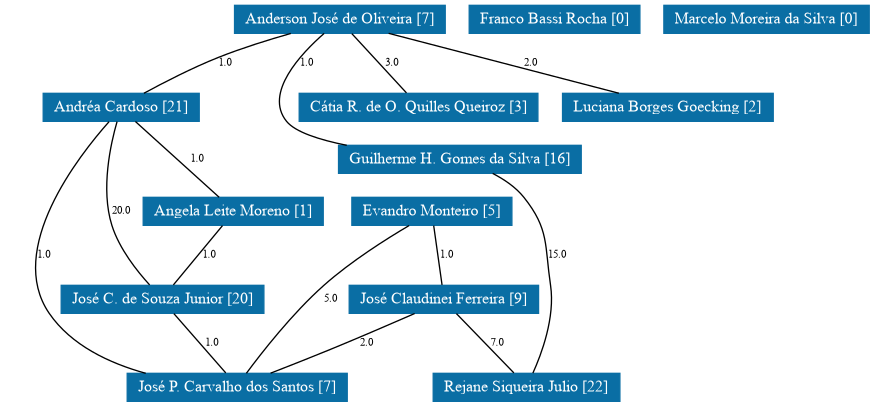 Anderson José de Oliveira [7]
Franco Bassi Rocha [0]
Marcelo Moreira da Silva [0]
1.0
1.0
3.0
2.0
Andréa Cardoso [21]
Cátia R. de O. Quilles Queiroz [3]
Luciana Borges Goecking [2]
1.0
Guilherme H. Gomes da Silva [16]
20.0
Angela Leite Moreno [1]
Evandro Monteiro [5]
1.0
1.0
1.0
15.0
José C. de Souza Junior [20]
5.0
José Claudinei Ferreira [9]
1.0
2.0
7.0
José P. Carvalho dos Santos [7]
Rejane Siqueira Julio [22]